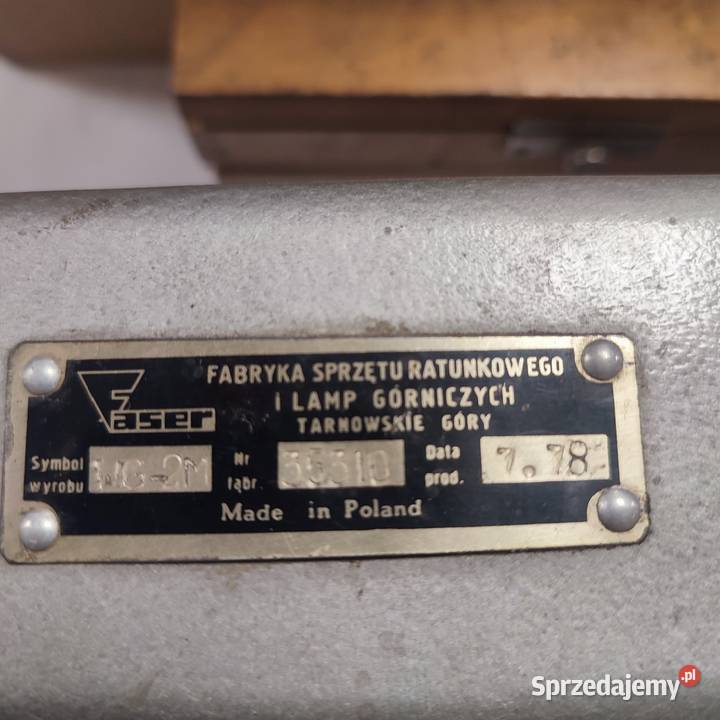 Faser
FABRYKA SPRZĘTU RATUNKOWEGO
I LAMP GÓRNICZYCH
TARNOWSKIE GÓRY
Symbol wyrobu WG-2M Nr fabr. 35310 Data prod. 7.78
Made in Poland
Sprzedajemy.pl